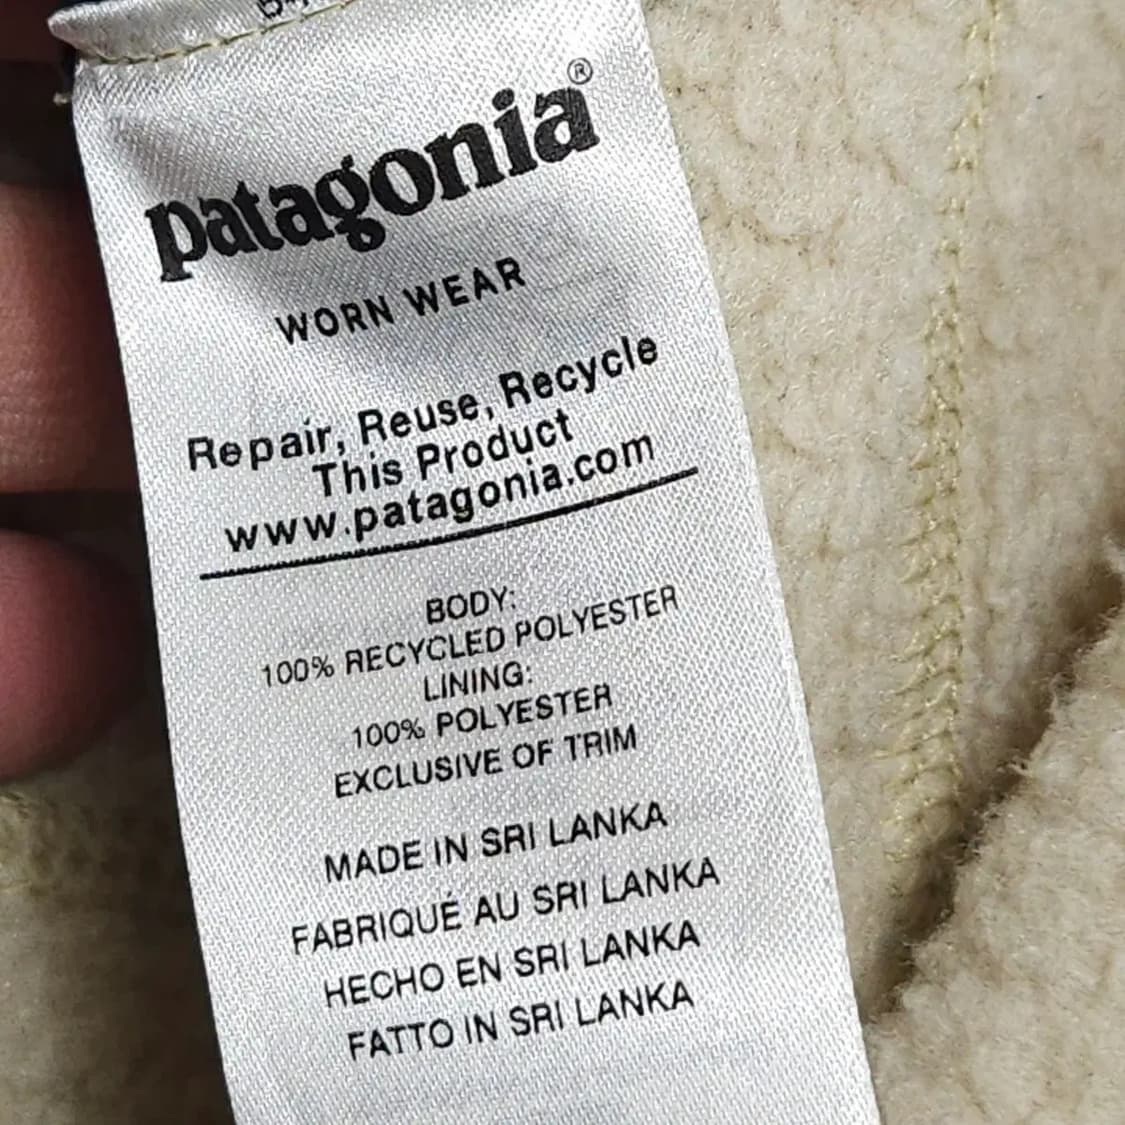 patagonia®
WORN WEAR
Repair, Reuse, Recycle
This Product
www.patagonia.com
BODY:
100% RECYCLED POLYESTER
LINING:
100% POLYESTER
EXCLUSIVE OF TRIM
MADE IN SRI LANKA
FABRIQUÉ AU SRI LANKA
HECHO EN SRI LANKA
FATTO IN SRI LANKA